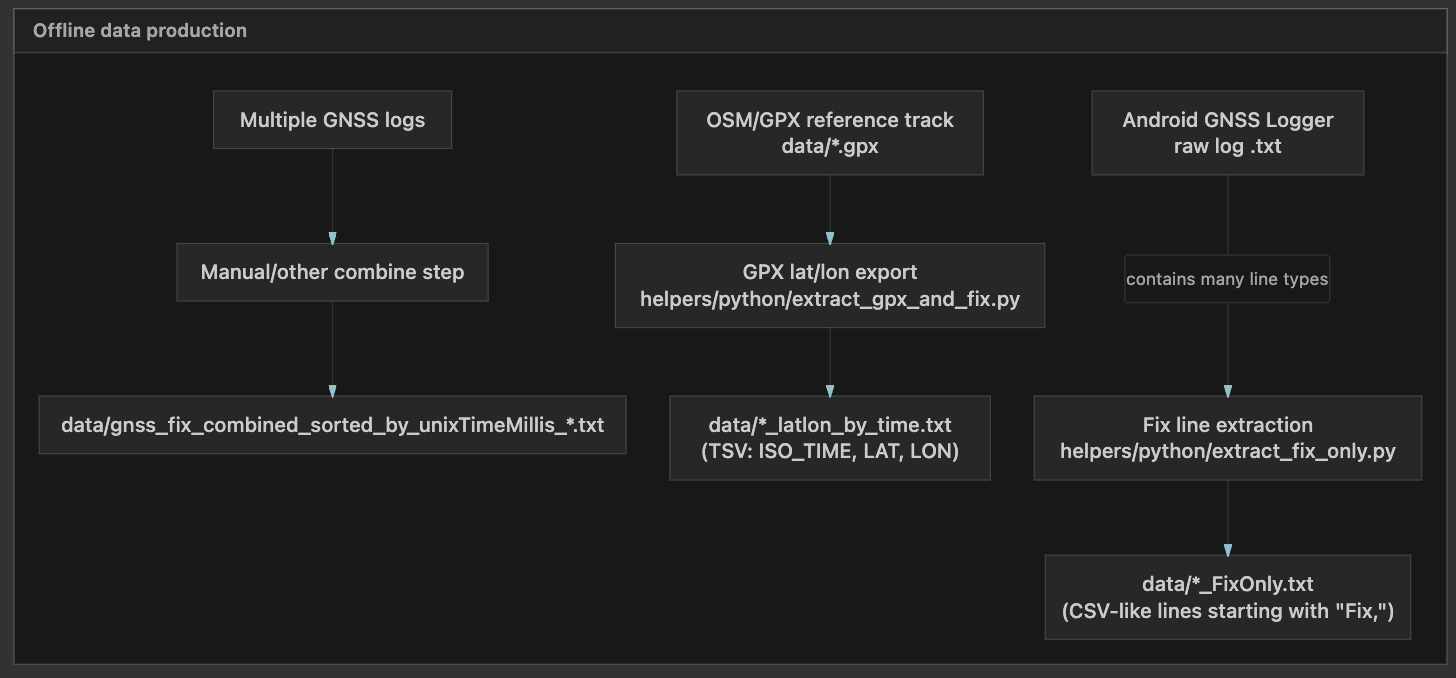 Offline data production
Multiple GNSS logs
Manual/other combine step
data/gnss_fix_combined_sorted_by_unixTimeMillis_*.txt
OSM/GPX reference track
data/*.gpx
GPX lat/lon export
helpers/python/extract_gpx_and_fix.py
data/*_latlon_by_time.txt
(TSV: ISO_TIME, LAT, LON)
Android GNSS Logger
raw log .txt
contains many line types
Fix line extraction
helpers/python/extract_fix_only.py
data/*_FixOnly.txt
(CSV-like lines starting with "Fix,")